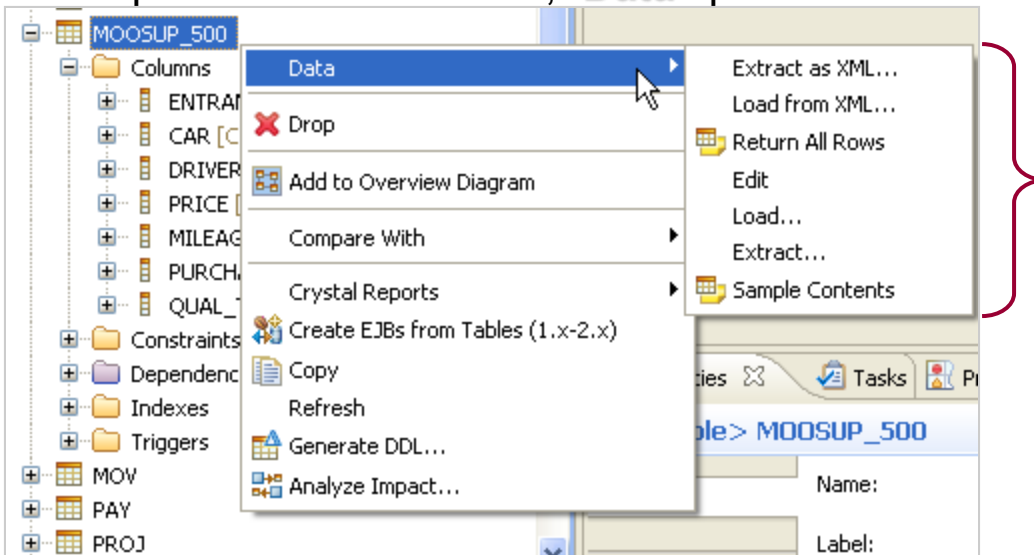 MOOSUP_500
Columns
CAR [C
DRIVER
PRICE [
MILEAG
PURCHA
QUAL_
Constraints
Dependenc
Indexes
Triggers
MOV
PAY
PROJ
Data
Drop
Add to Overview Diagram
Compare With
Crystal Reports
Create EJBs from Tables (1.x-2.x)
Copy
Refresh
Generate DDL...
Analyze Impact...
Extract as XML...
Load from XML...
Return All Rows
Edit
Load...
Extract...
Sample Contents
ties Tasks Pr
ble> MOOSUP_500
Name:
Label: